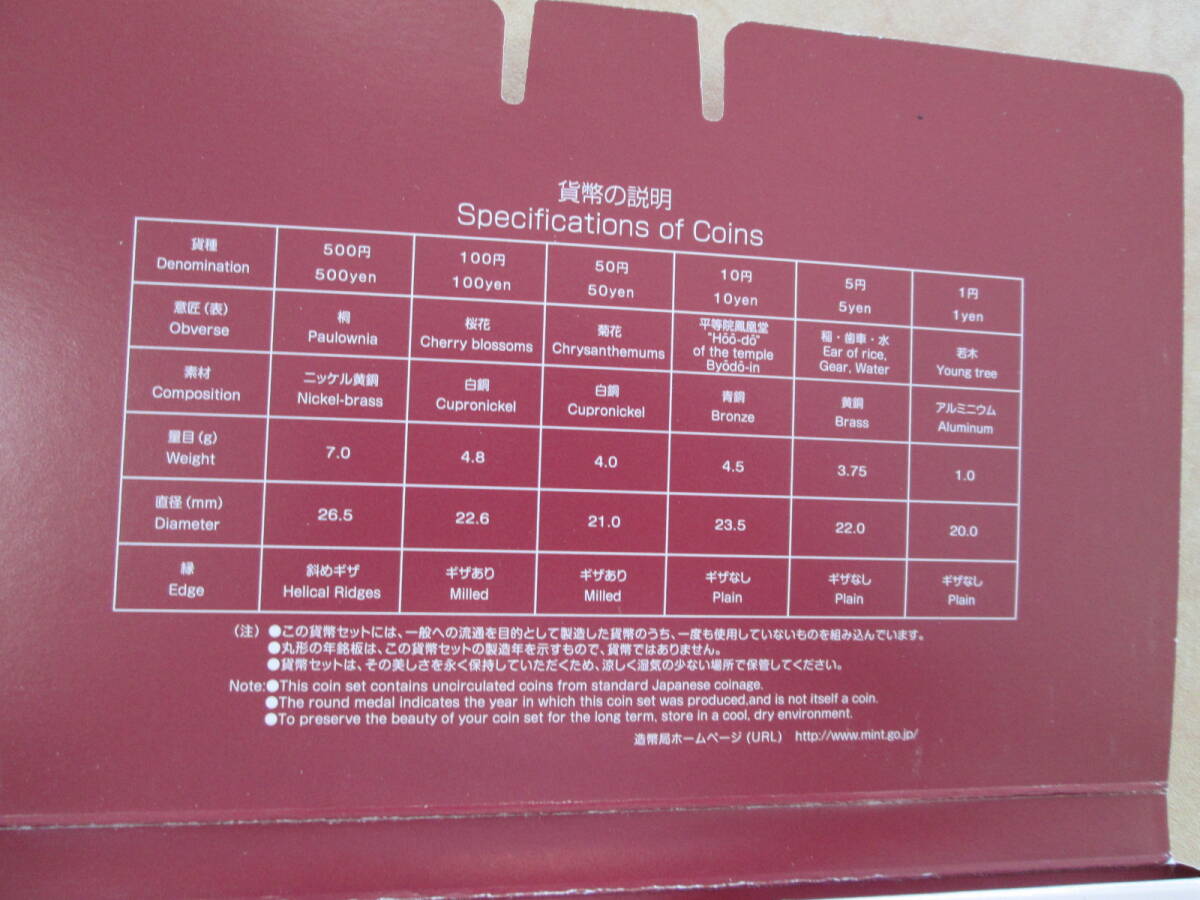 貨幣の説明
Specifications of Coins
貨種 500円 100円 50円 10円 5円 1円
Denomination 500yen 100yen 50yen 10yen 5yen 1yen
意匠(表) 桐 桜花 菊花 平等院鳳凰堂 稲・歯車・水 若木
Obverse Paulownia Cherry blossoms Chrysanthemums "Hōō-dō" Ear of rice, Young tree
of the temple Gear, Water
Byōdō-in
素材 ニッケル黄銅 白銅 白銅 青銅 黄銅 アルミニウム
Composition Nickel-brass Cupronickel Cupronickel Bronze Brass Aluminum
量目(g) 7.0 4.8 4.0 4.5 3.75 1.0
Weight
直径(mm) 26.5 22.6 21.0 23.5 22.0 20.0
Diameter
縁 斜めギザ ギザあり ギザあり ギザなし ギザなし ギザなし
Edge Helical Ridges Milled Milled Plain Plain Plain
(注) ●この貨幣セットには、一般への流通を目的として製造した貨幣のうち、一度も使用していないものを組み込んでいます。
●丸形の年銘板は、この貨幣セットの製造年を示すもので、貨幣ではありません。
●貨幣セットは、その美しさを永く保持していただくため、涼しく湿気の少ない場所で保管してください。
Note:●This coin set contains uncirculated coins from standard Japanese coinage.
●The round medal indicates the year in which this coin set was produced,and is not itself a coin.
●To preserve the beauty of your coin set for the long term, store in a cool, dry environment.
造幣局ホームページ(URL) http://www.mint.go.jp/